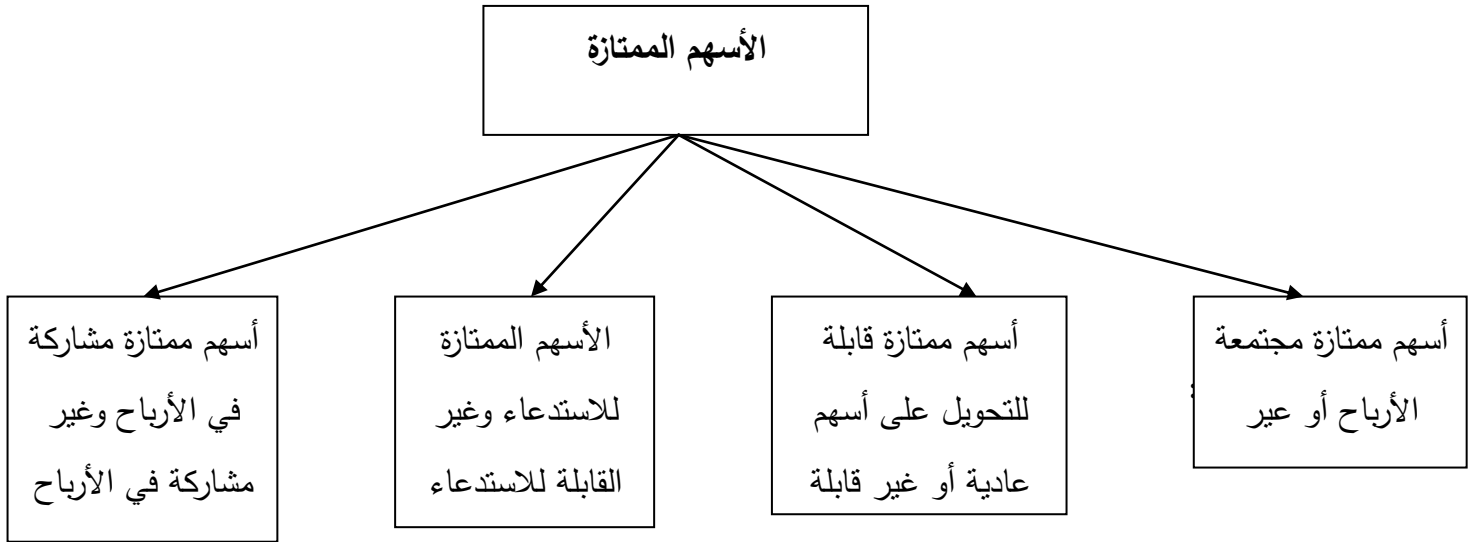 الأسهم الممتازة
أسهم ممتازة مجتمعة
الأرباح أو عير
أسهم ممتازة قابلة
للتحويل على أسهم
عادية أو غير قابلة
الأسهم الممتازة
للاستدعاء وغير
القابلة للاستدعاء
أسهم ممتازة مشاركة
في الأرباح وغير
مشاركة في الأرباح